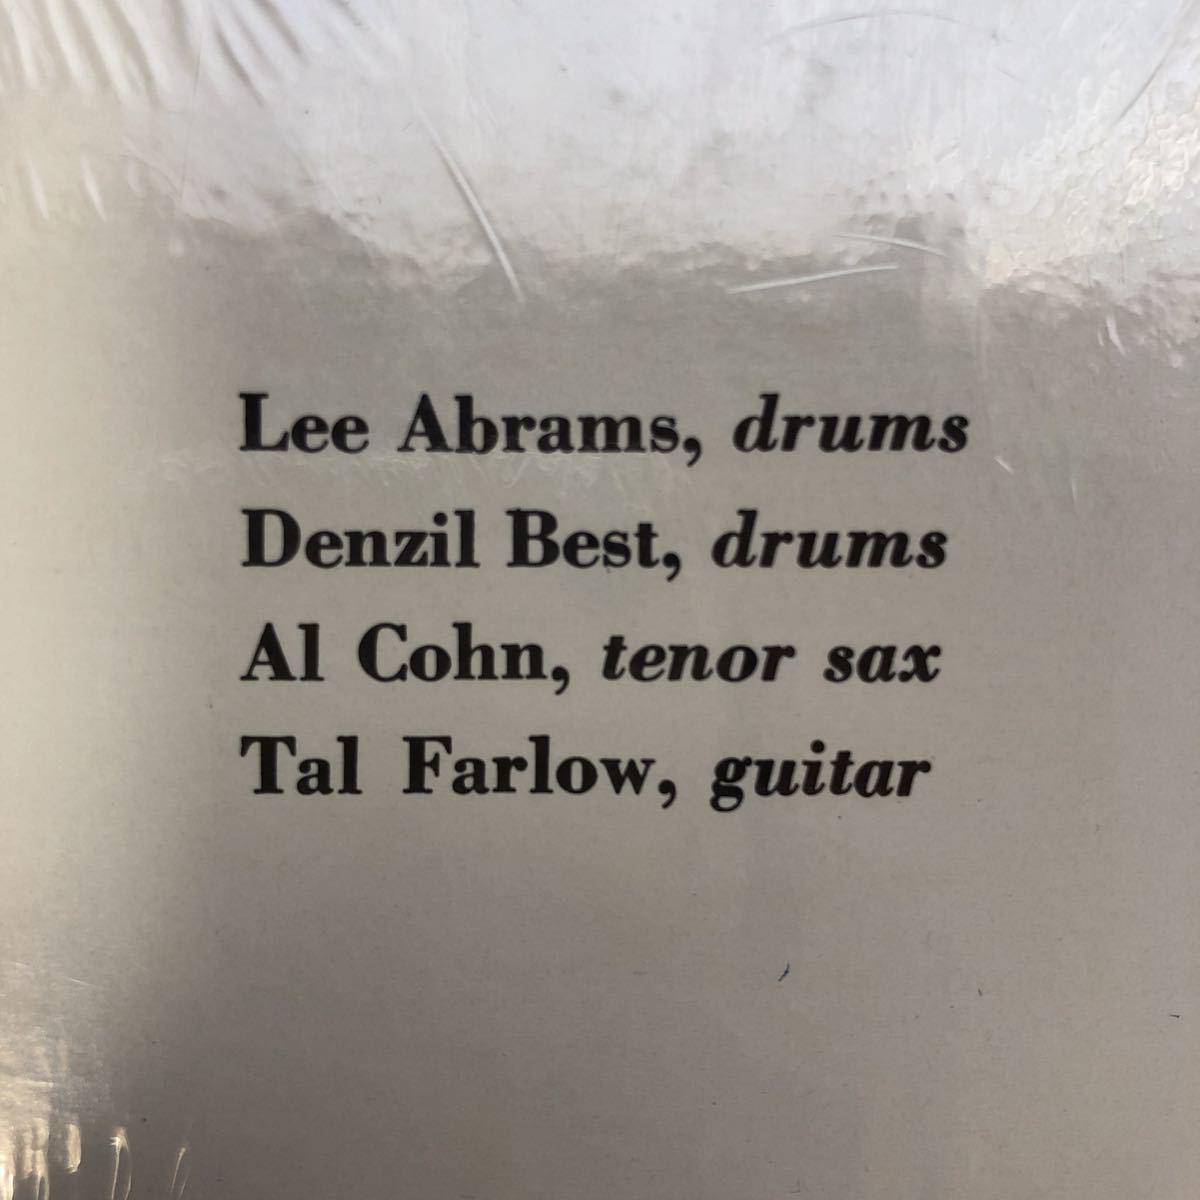 Lee Abrams, drums
Denzil Best, drums
Al Cohn, tenor sax
Tal Farlow, guitar